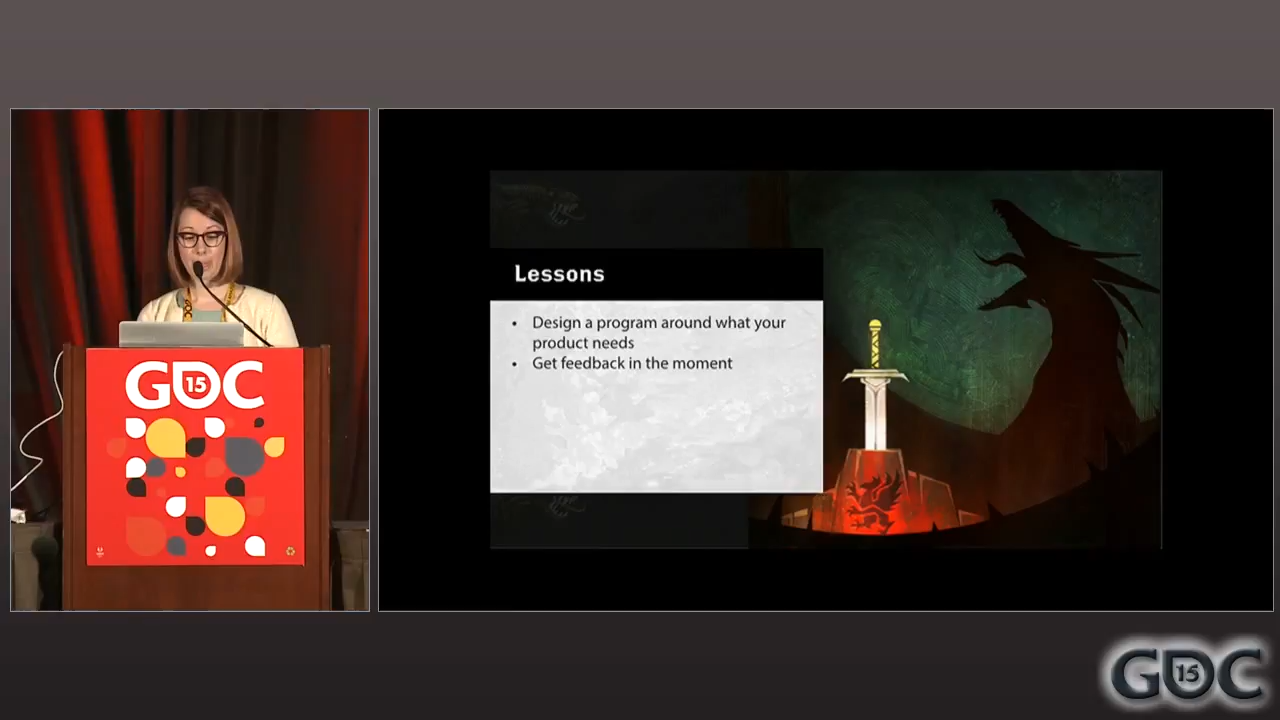 GDC
15
Lessons
• Design a program around what your
product needs
• Get feedback in the moment
GDC
15